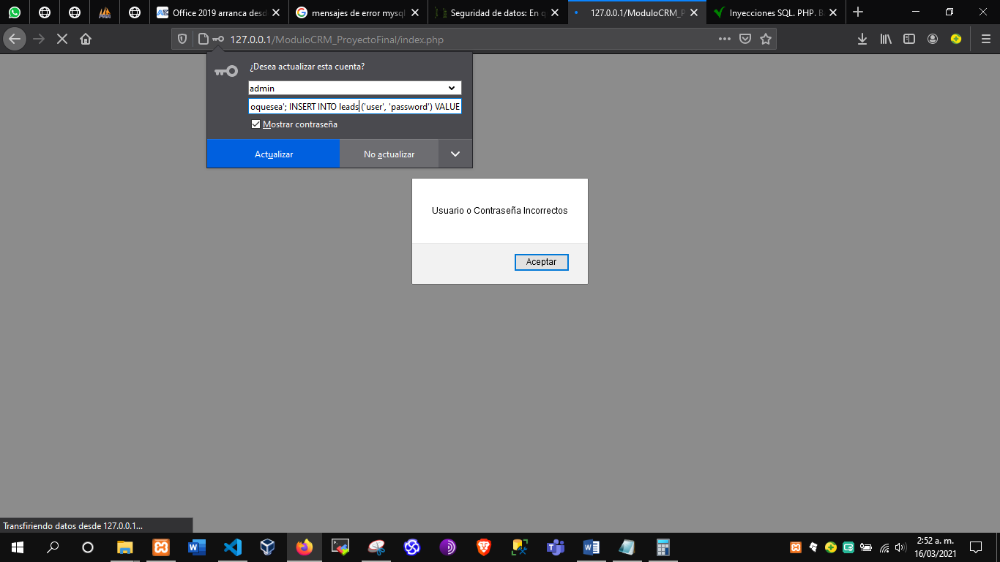 Office 2019 arranca desd
mensajes de error mysql
Seguridad de datos: En q
127.0.0.1/ModuloCRM_P
Inyecciones SQL. PHP. B
127.0.0.1/ModuloCRM_ProyectoFinal/index.php
¿Desea actualizar esta cuenta?
admin
oquesea'; INSERT INTO leads ('user', 'password') VALUE
Mostrar contraseña
Actualizar
No actualizar
Usuario o Contraseña Incorrectos
Aceptar
Transfiriendo datos desde 127.0.0.1...
2:52 a. m.
16/03/2021